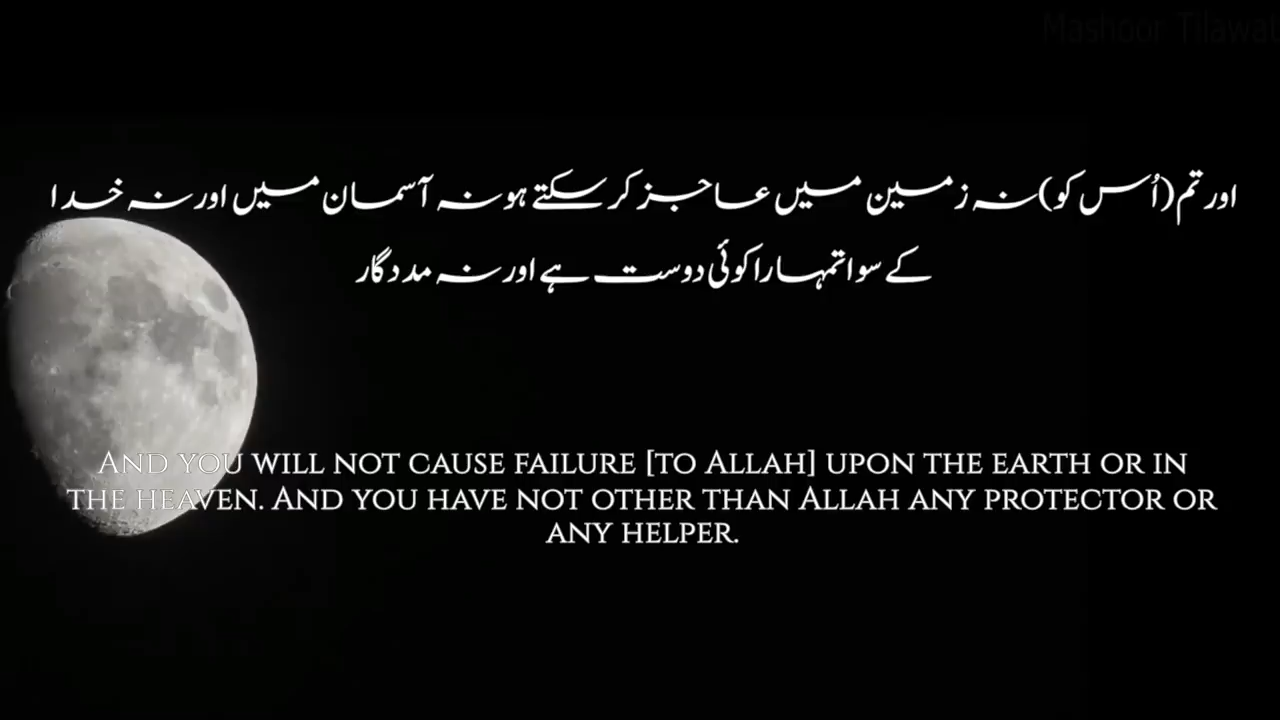 Mashoor Tilawat
اور تم (اُس کو) نہ زمین میں عاجز کر سکتے ہو نہ آسمان میں اور نہ خدا
کے سوا تمہارا کوئی دوست ہے اور نہ مددگار
And you will not cause failure [to Allah] upon the earth or in
the heaven. And you have not other than Allah any protector or
any helper.